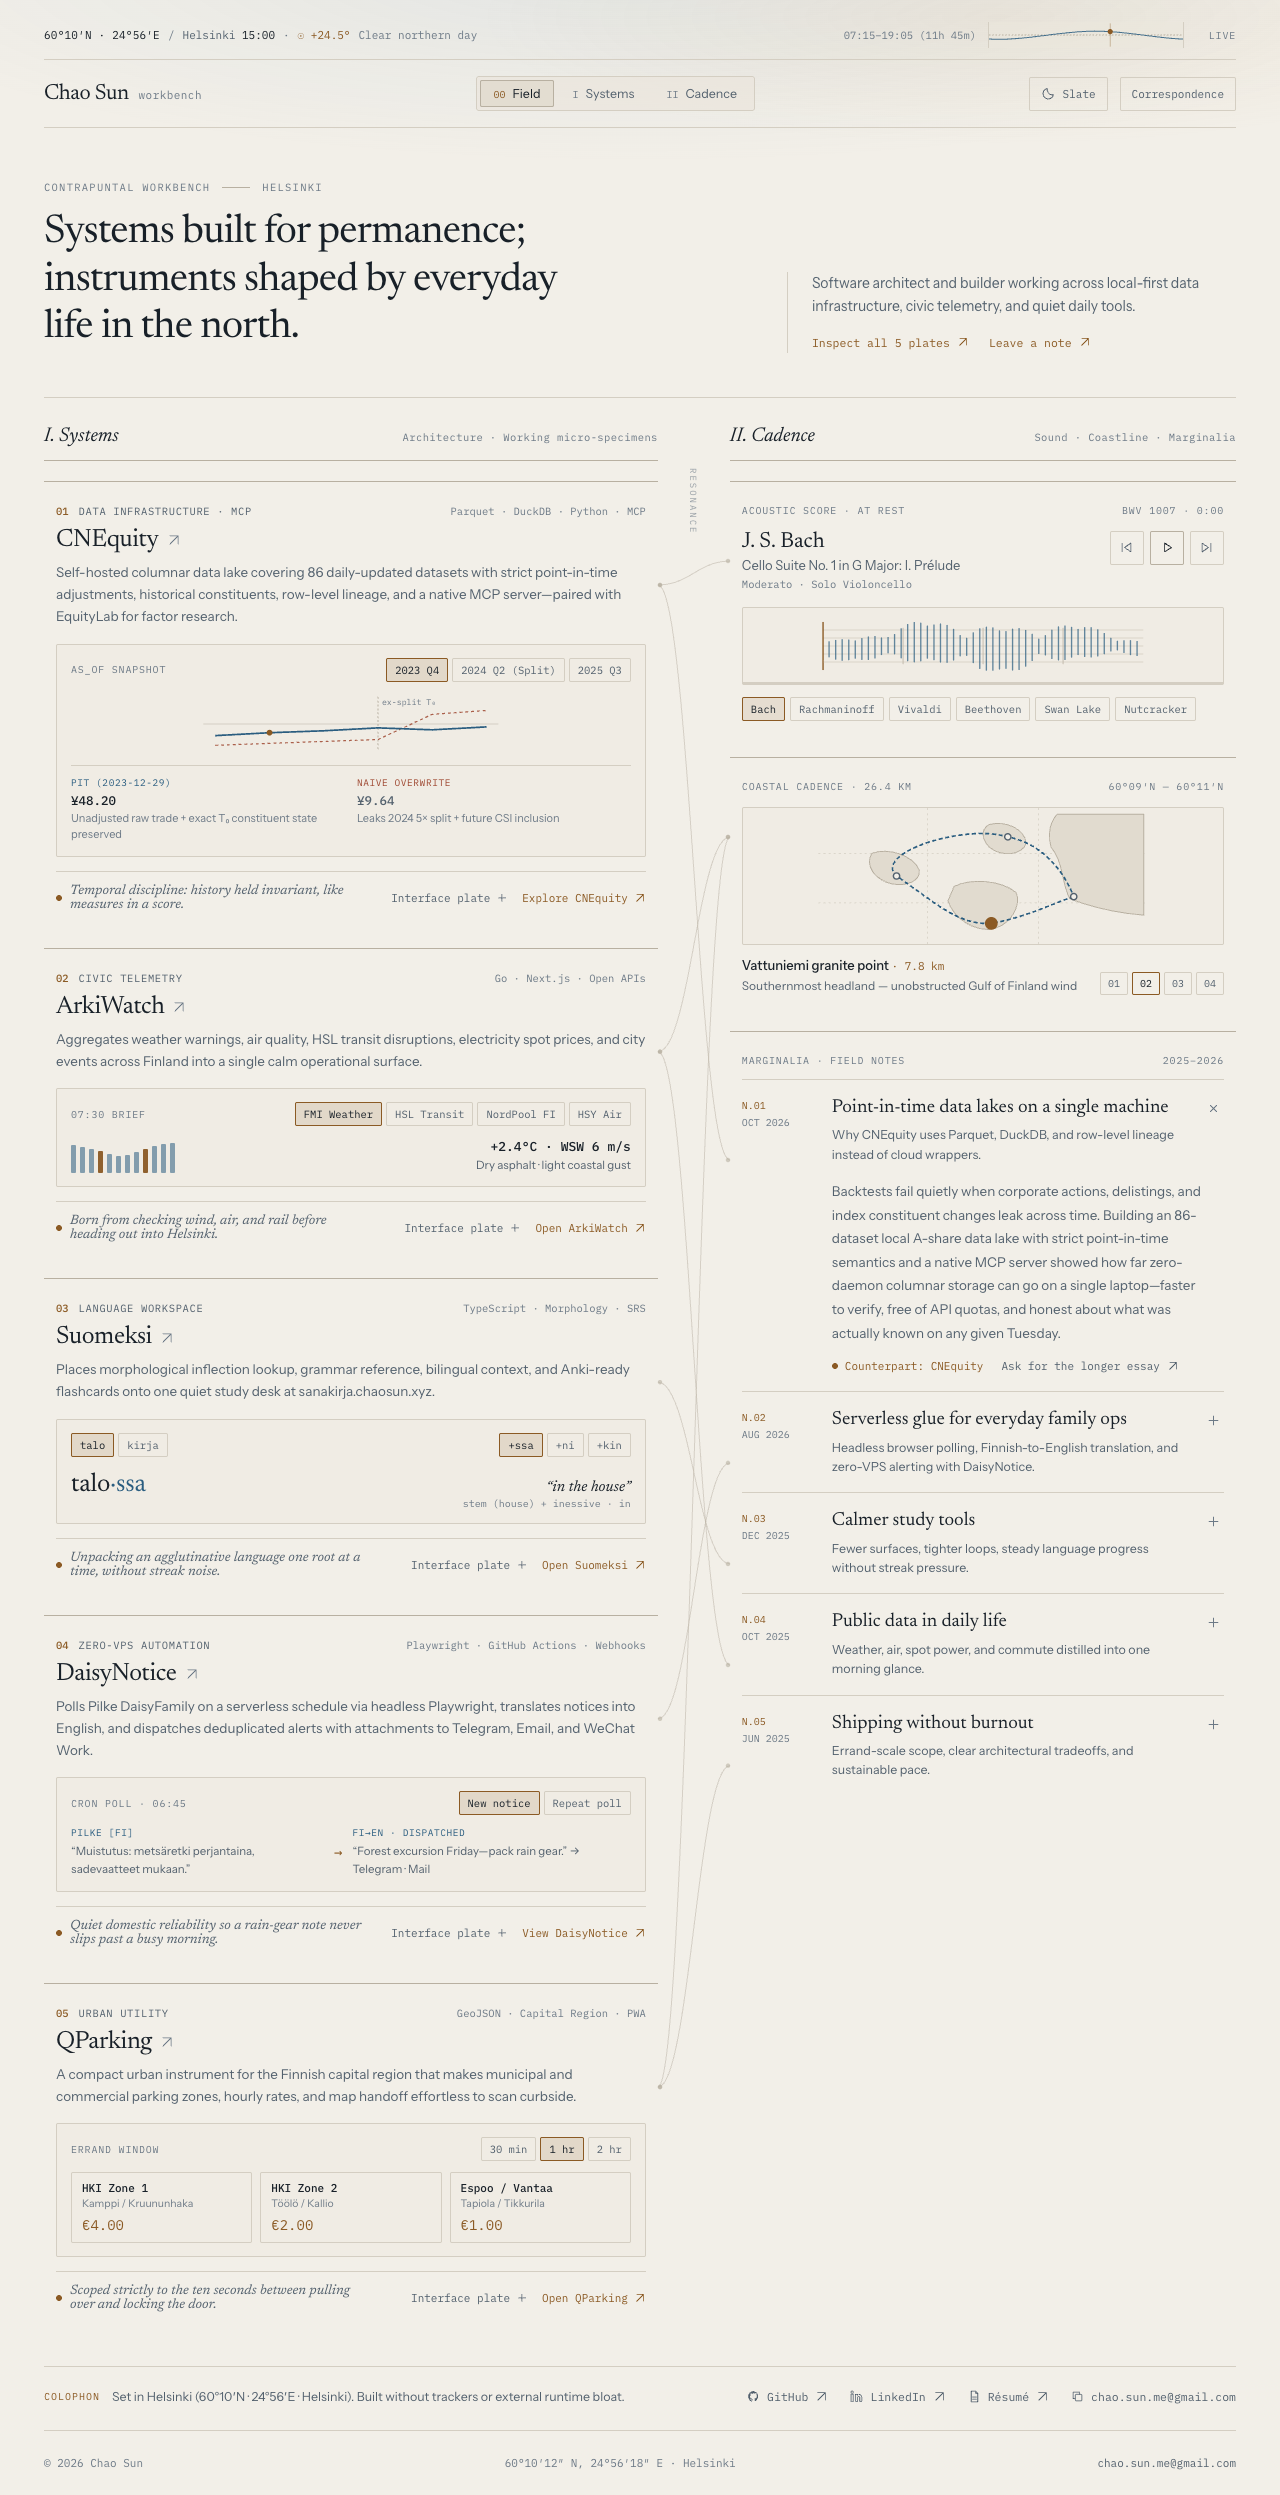 60°10′N · 24°56′E / Helsinki 15:00 · ☉ +24.5° Clear northern day
07:15–19:05 (11h 45m)
LIVE
Chao Sun workbench
00 Field
I Systems
II Cadence
Slate
Correspondence
CONTRAPUNTAL WORKBENCH
HELSINKI
Systems built for permanence;
instruments shaped by everyday
life in the north.
Software architect and builder working across local-first data
infrastructure, civic telemetry, and quiet daily tools.
Inspect all 5 plates
Leave a note
I. Systems
Architecture · Working micro-specimens
RESONANCE
01 DATA INFRASTRUCTURE · MCP
Parquet · DuckDB · Python · MCP
CNEquity
Self-hosted columnar data lake covering 86 daily-updated datasets with strict point-in-time
adjustments, historical constituents, row-level lineage, and a native MCP server—paired with
EquityLab for factor research.
AS_OF SNAPSHOT
2023 Q4
2024 Q2 (Split)
2025 Q3
ex-split T₀
PIT (2023-12-29)
¥48.20
Unadjusted raw trade + exact T₀ constituent state
preserved
NAIVE OVERWRITE
¥9.64
Leaks 2024 5× split + future CSI inclusion
Temporal discipline: history held invariant, like
measures in a score.
Interface plate +
Explore CNEquity
02 CIVIC TELEMETRY
Go · Next.js · Open APIs
ArkiWatch
Aggregates weather warnings, air quality, HSL transit disruptions, electricity spot prices, and city
events across Finland into a single calm operational surface.
07:30 BRIEF
FMI Weather
HSL Transit
NordPool FI
HSY Air
+2.4°C · WSW 6 m/s
Dry asphalt · light coastal gust
Born from checking wind, air, and rail before
heading out into Helsinki.
Interface plate +
Open ArkiWatch
03 LANGUAGE WORKSPACE
TypeScript · Morphology · SRS
Suomeksi
Places morphological inflection lookup, grammar reference, bilingual context, and Anki-ready
flashcards onto one quiet study desk at sanakirja.chaosun.xyz.
talo
kirja
+ssa
+ni
+kin
talo·ssa
“in the house”
stem (house) + inessive · in
Unpacking an agglutinative language one root at a
time, without streak noise.
Interface plate +
Open Suomeksi
04 ZERO-VPS AUTOMATION
Playwright · GitHub Actions · Webhooks
DaisyNotice
Polls Pilke DaisyFamily on a serverless schedule via headless Playwright, translates notices into
English, and dispatches deduplicated alerts with attachments to Telegram, Email, and WeChat
Work.
CRON POLL · 06:45
New notice
Repeat poll
PILKE [FI]
“Muistutus: metsäretki perjantaina,
sadevaatteet mukaan.”
→
FI→EN · DISPATCHED
“Forest excursion Friday—pack rain gear.” →
Telegram · Mail
Quiet domestic reliability so a rain-gear note never
slips past a busy morning.
Interface plate +
View DaisyNotice
05 URBAN UTILITY
GeoJSON · Capital Region · PWA
QParking
A compact urban instrument for the Finnish capital region that makes municipal and
commercial parking zones, hourly rates, and map handoff effortless to scan curbside.
ERRAND WINDOW
30 min
1 hr
2 hr
HKI Zone 1
Kamppi / Kruununhaka
€4.00
HKI Zone 2
Töölö / Kallio
€2.00
Espoo / Vantaa
Tapiola / Tikkurila
€1.00
Scoped strictly to the ten seconds between pulling
over and locking the door.
Interface plate +
Open QParking
II. Cadence
Sound · Coastline · Marginalia
ACOUSTIC SCORE · AT REST
BWV 1007 · 0:00
J. S. Bach
Cello Suite No. 1 in G Major: I. Prélude
Moderato · Solo Violoncello
Bach
Rachmaninoff
Vivaldi
Beethoven
Swan Lake
Nutcracker
COASTAL CADENCE · 26.4 KM
60°09′N — 60°11′N
Vattuniemi granite point · 7.8 km
Southernmost headland — unobstructed Gulf of Finland wind
01
02
03
04
MARGINALIA · FIELD NOTES
2025–2026
N.01
OCT 2026
Point-in-time data lakes on a single machine
Why CNEquity uses Parquet, DuckDB, and row-level lineage
instead of cloud wrappers.
Backtests fail quietly when corporate actions, delistings, and
index constituent changes leak across time. Building an 86-
dataset local A-share data lake with strict point-in-time
semantics and a native MCP server showed how far zero-
daemon columnar storage can go on a single laptop—faster
to verify, free of API quotas, and honest about what was
actually known on any given Tuesday.
Counterpart: CNEquity
Ask for the longer essay
N.02
AUG 2026
Serverless glue for everyday family ops
Headless browser polling, Finnish-to-English translation, and
zero-VPS alerting with DaisyNotice.
N.03
DEC 2025
Calmer study tools
Fewer surfaces, tighter loops, steady language progress
without streak pressure.
N.04
OCT 2025
Public data in daily life
Weather, air, spot power, and commute distilled into one
morning glance.
N.05
JUN 2025
Shipping without burnout
Errand-scale scope, clear architectural tradeoffs, and
sustainable pace.
COLOPHON
Set in Helsinki (60°10′N · 24°56′E · Helsinki). Built without trackers or external runtime bloat.
GitHub
LinkedIn
Résumé
chao.sun.me@gmail.com
© 2026 Chao Sun
60°10′12″ N, 24°56′18″ E · Helsinki
chao.sun.me@gmail.com